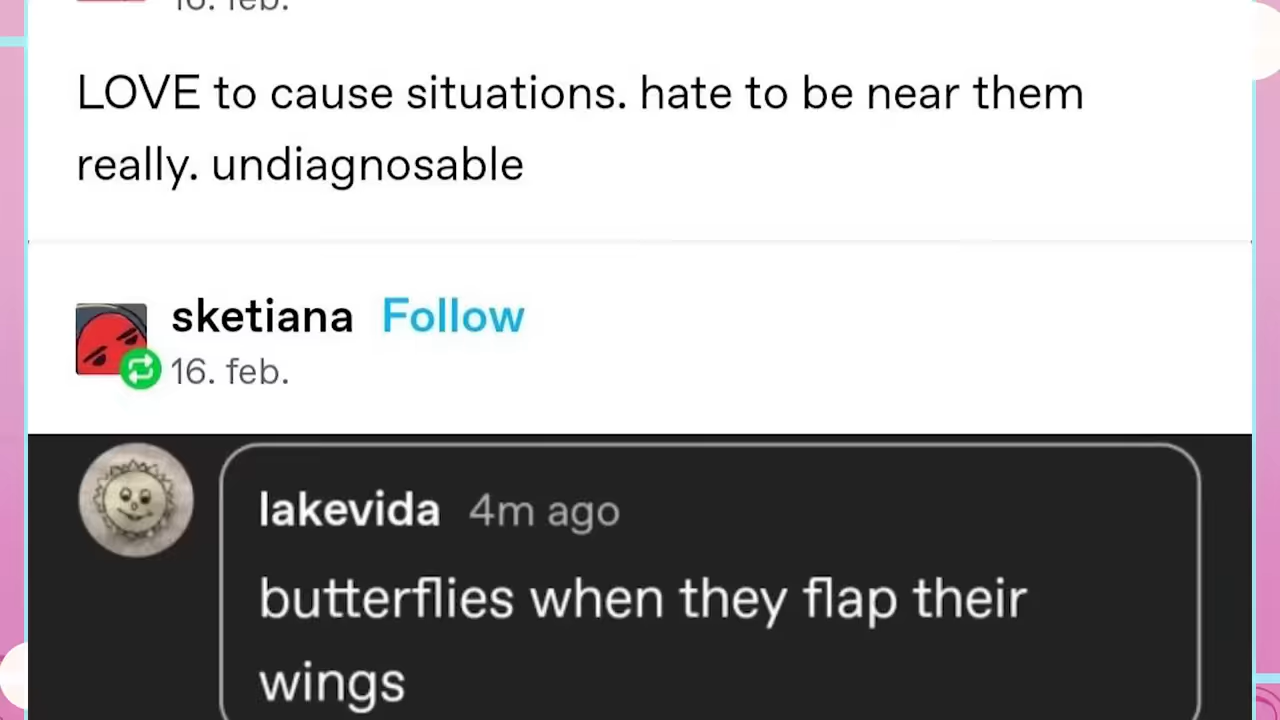 16. feb.
LOVE to cause situations. hate to be near them
really. undiagnosable
sketiana Follow
16. feb.
lakevida 4m ago
butterflies when they flap their
wings